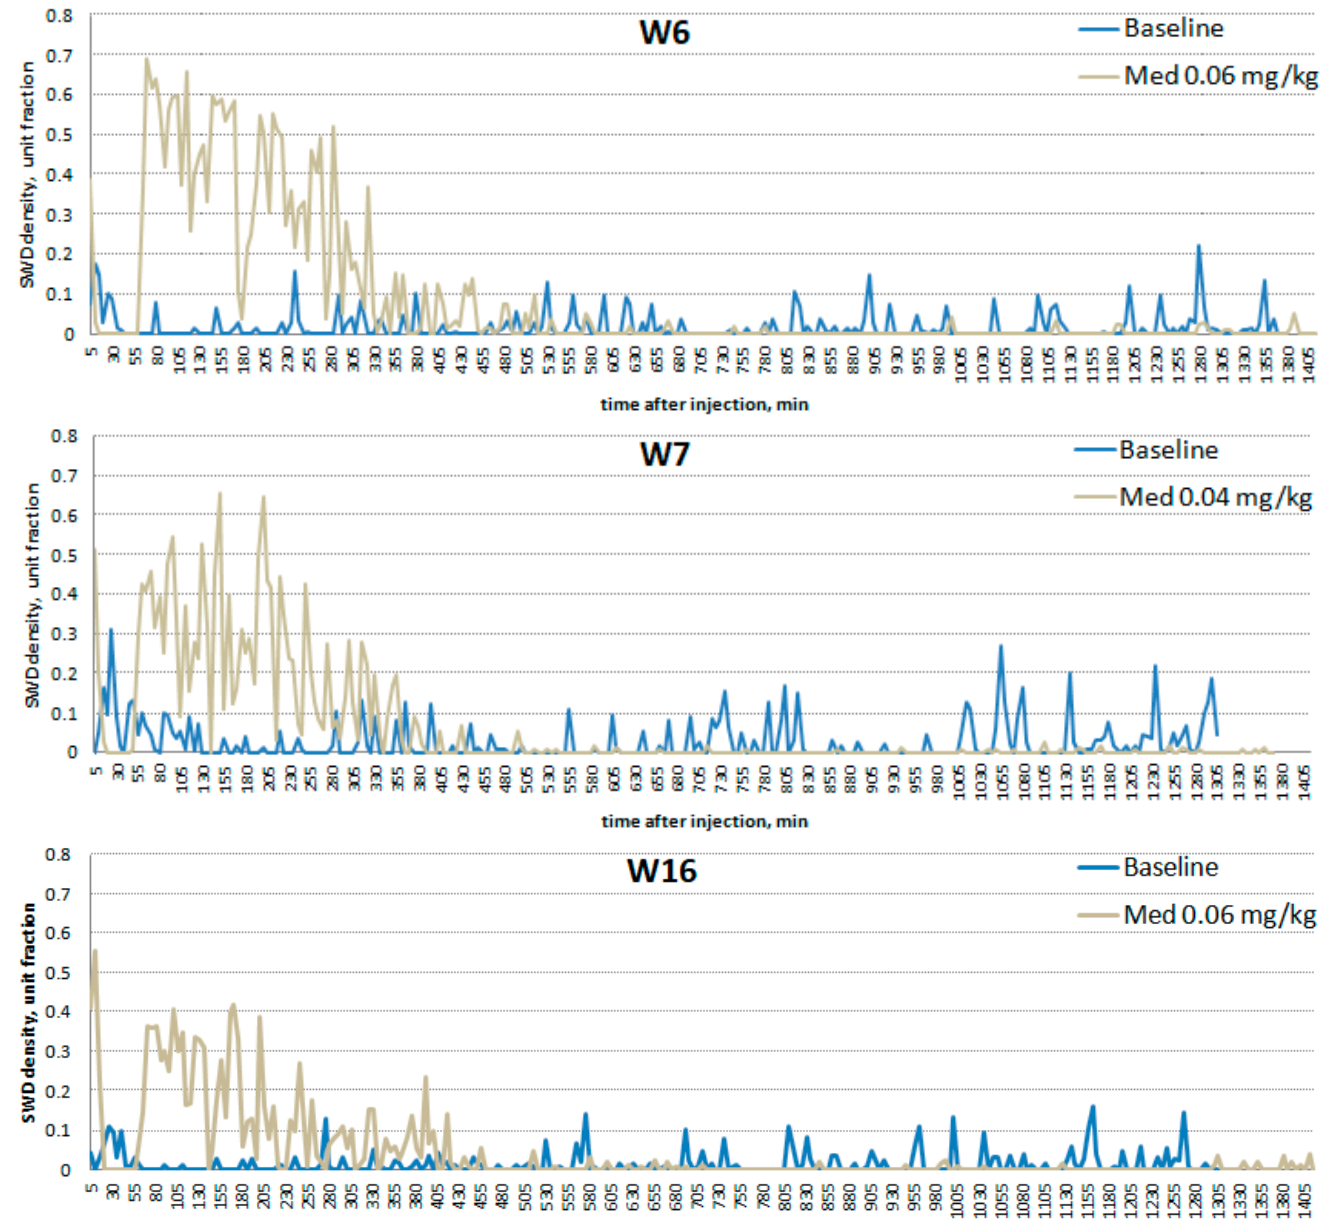 W6
Baseline
Med 0.06 mg/kg
SWD density, unit fraction
0.8
0.7
0.6
0.5
0.4
0.3
0.2
0.1
0
5 30 55 80 105 130 155 180 205 230 255 280 305 330 355 380 405 430 455 480 505 530 555 580 605 630 655 680 705 730 755 780 805 830 855 880 905 930 955 980 1005 1030 1055 1080 1105 1130 1155 1180 1205 1230 1255 1280 1305 1330 1355 1380 1405
time after injection, min
W7
Baseline
Med 0.04 mg/kg
SWD density, unit fraction
0.8
0.7
0.6
0.5
0.4
0.3
0.2
0.1
0
5 30 55 80 105 130 155 180 205 230 255 280 305 330 355 380 405 430 455 480 505 530 555 580 605 630 655 680 705 730 755 780 805 830 855 880 905 930 955 980 1005 1030 1055 1080 1105 1130 1155 1180 1205 1230 1255 1280 1305 1330 1355 1380 1405
time after injection, min
W16
Baseline
Med 0.06 mg/kg
SWD density, unit fraction
0.8
0.7
0.6
0.5
0.4
0.3
0.2
0.1
0
5 30 55 80 105 130 155 180 205 230 255 280 305 330 355 380 405 430 455 480 505 530 555 580 605 630 655 680 705 730 755 780 805 830 855 880 905 930 955 980 1005 1030 1055 1080 1105 1130 1155 1180 1205 1230 1255 1280 1305 1330 1355 1380 1405